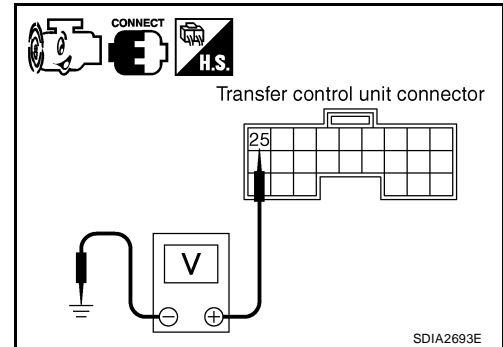 CONNECT
H.S.
Transfer control unit connector
25
V
− +
SDIA2693E